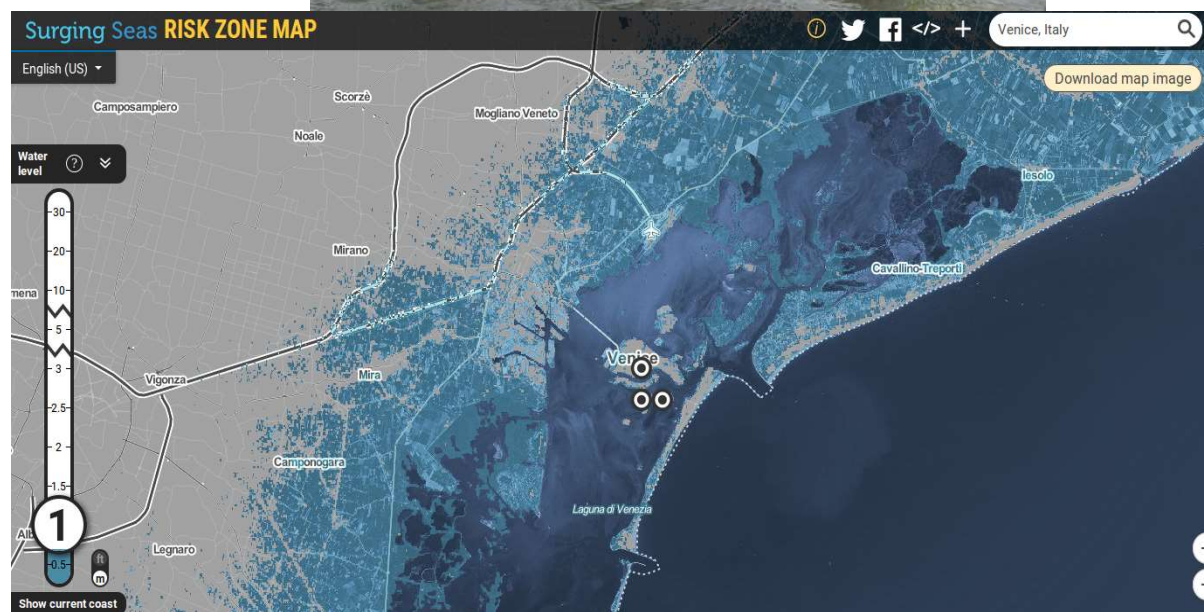 Surging Seas RISK ZONE MAP
</>
Venice, Italy
English (US)
Download map image
Camposampiero
Scorzè
Mogliano Veneto
Noale
Water
level
?
Iesolo
30
20
Mirano
10
Cavallino-Treporti
mena
5
Venice
3
Vigonza
Mira
2.5
2
Camponogara
1.5
Laguna di Venezia
1
Legnaro
0.5
ft
m
Show current coast